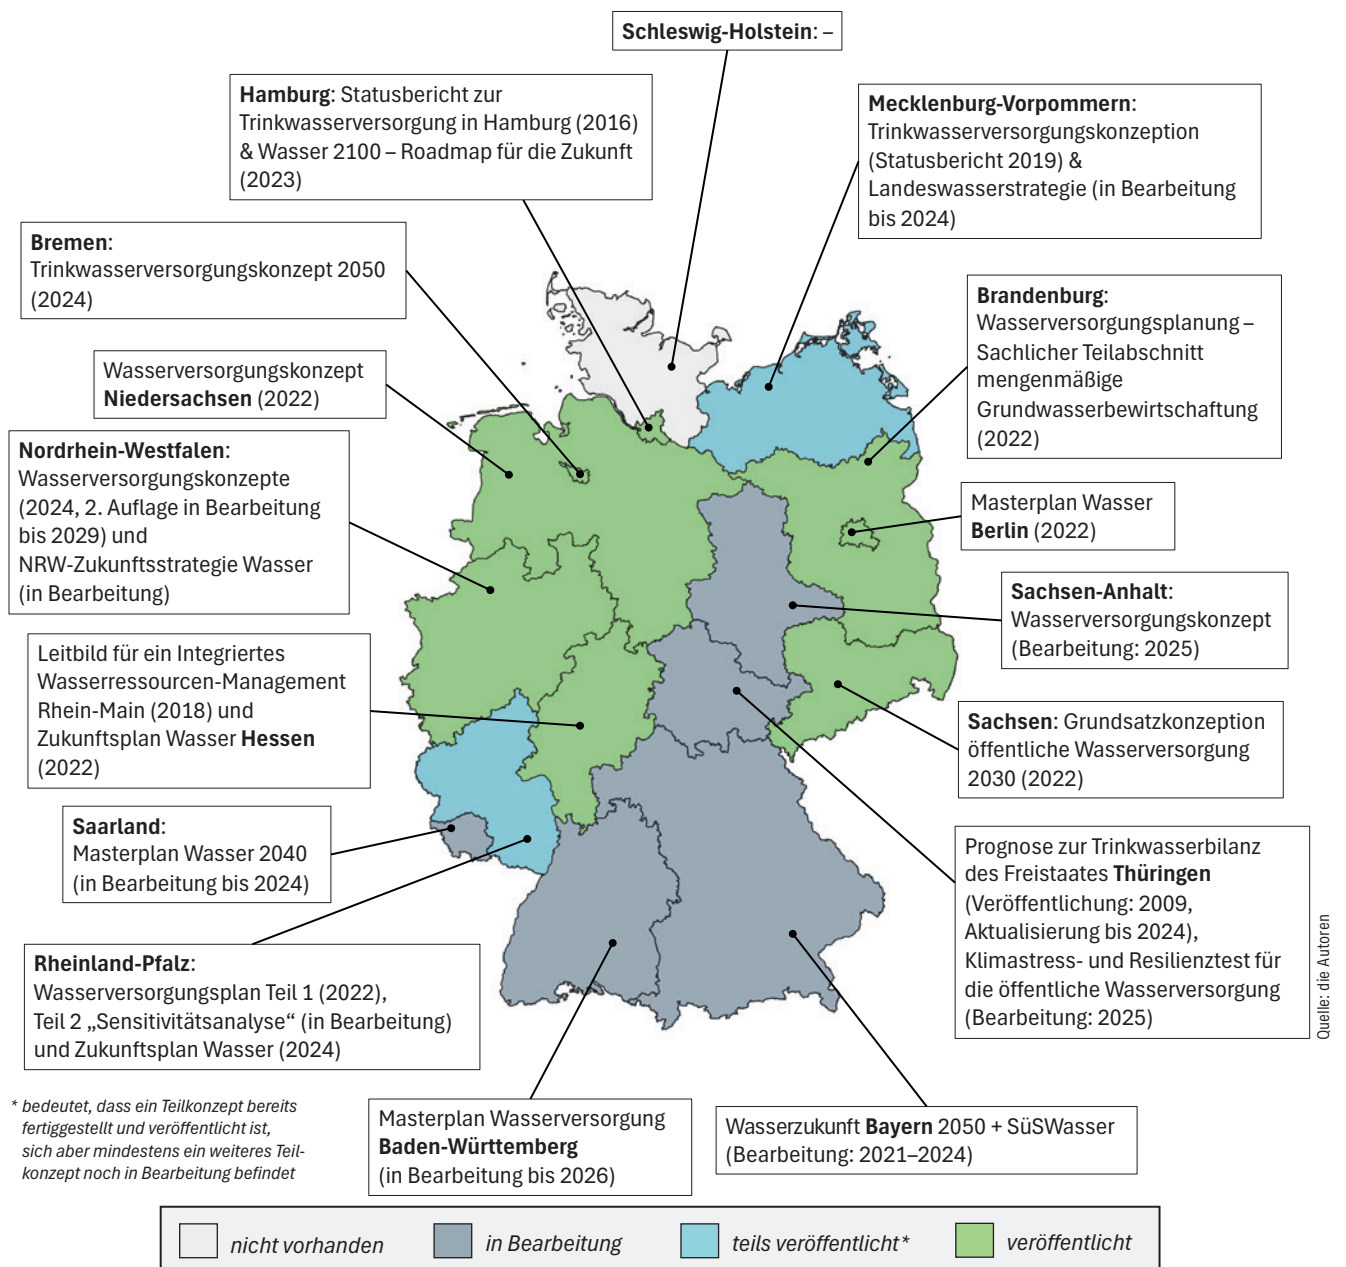 Schleswig-Holstein: –
Hamburg: Statusbericht zur
Trinkwasserversorgung in Hamburg (2016)
& Wasser 2100 – Roadmap für die Zukunft
(2023)
Mecklenburg-Vorpommern:
Trinkwasserversorgungskonzeption
(Statusbericht 2019) &
Landeswasserstrategie (in Bearbeitung
bis 2024)
Bremen:
Trinkwasserversorgungskonzept 2050
(2024)
Brandenburg:
Wasserversorgungsplanung –
Sachlicher Teilabschnitt
mengenmäßige
Grundwasserbewirtschaftung
(2022)
Wasserversorgungskonzept
Niedersachsen (2022)
Nordrhein-Westfalen:
Wasserversorgungskonzepte
(2024, 2. Auflage in Bearbeitung
bis 2029) und
NRW-Zukunftsstrategie Wasser
(in Bearbeitung)
Masterplan Wasser
Berlin (2022)
Sachsen-Anhalt:
Wasserversorgungskonzept
(Bearbeitung: 2025)
Leitbild für ein Integriertes
Wasserressourcen-Management
Rhein-Main (2018) und
Zukunftsplan Wasser Hessen
(2022)
Sachsen: Grundsatzkonzeption
öffentliche Wasserversorgung
2030 (2022)
Saarland:
Masterplan Wasser 2040
(in Bearbeitung bis 2024)
Prognose zur Trinkwasserbilanz
des Freistaates Thüringen
(Veröffentlichung: 2009,
Aktualisierung bis 2024),
Klimastress- und Resilienztest für
die öffentliche Wasserversorgung
(Bearbeitung: 2025)
Quelle: die Autoren
Rheinland-Pfalz:
Wasserversorgungsplan Teil 1 (2022),
Teil 2 „Sensitivitätsanalyse“ (in Bearbeitung)
und Zukunftsplan Wasser (2024)
* bedeutet, dass ein Teilkonzept bereits
fertiggestellt und veröffentlicht ist,
sich aber mindestens ein weiteres Teil-
konzept noch in Bearbeitung befindet
Masterplan Wasserversorgung
Baden-Württemberg
(in Bearbeitung bis 2026)
Wasserzukunft Bayern 2050 + SüSWasser
(Bearbeitung: 2021–2024)
nicht vorhanden
in Bearbeitung
teils veröffentlicht*
veröffentlicht